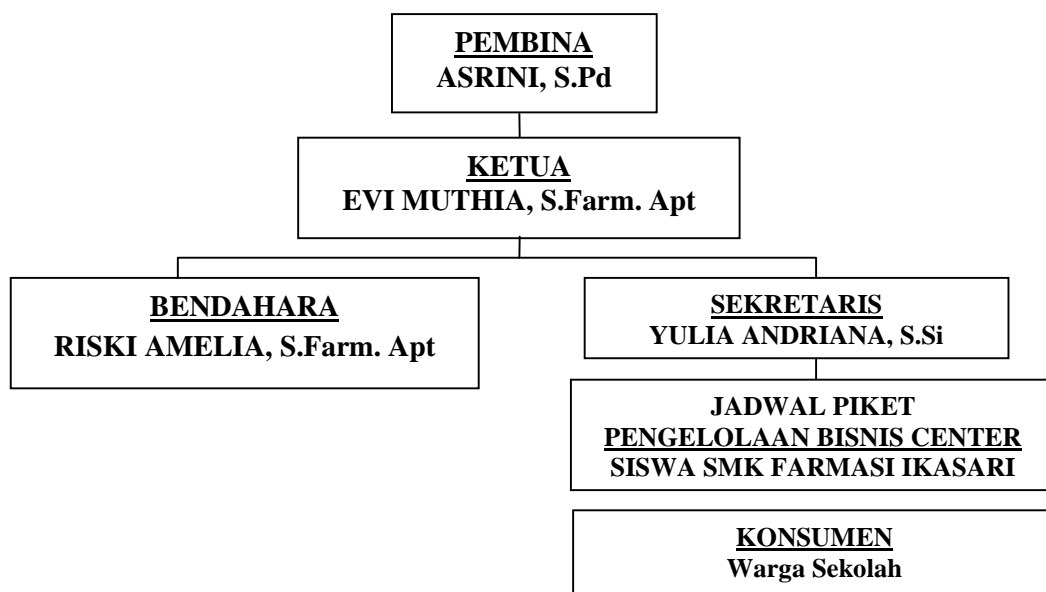 PEMBINA
ASRINI, S.Pd
KETUA
EVI MUTHIA, S.Farm. Apt
BENDAHARA
RISKI AMELIA, S.Farm. Apt
SEKRETARIS
YULIA ANDRIANA, S.Si
JADWAL PIKET
PENGELOLAAN BISNIS CENTER
SISWA SMK FARMASI IKASARI
KONSUMEN
Warga Sekolah